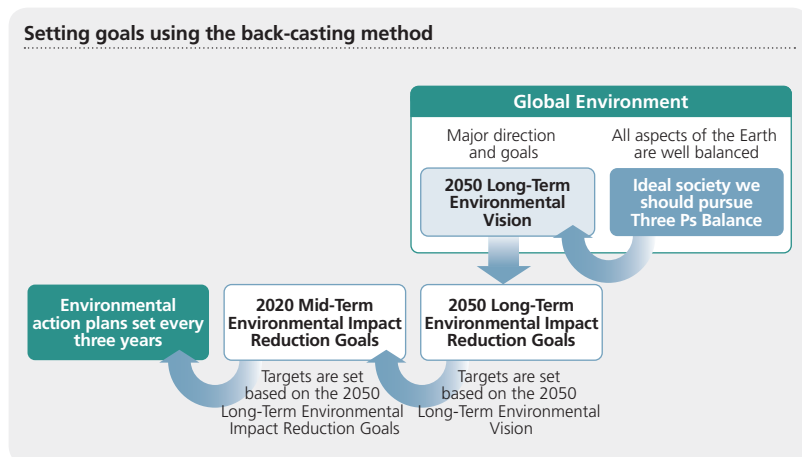 Setting goals using the back-casting method
Global Environment
Major direction
and goals
All aspects of the Earth
are well balanced
2050 Long-Term
Environmental
Vision
Ideal society we
should pursue
Three Ps Balance
Environmental
action plans set every
three years
2020 Mid-Term
Environmental Impact
Reduction Goals
2050 Long-Term
Environmental Impact
Reduction Goals
Targets are set
based on the 2050
Long-Term Environmental
Impact Reduction Goals
Targets are set
based on the 2050
Long-Term Environmental
Vision